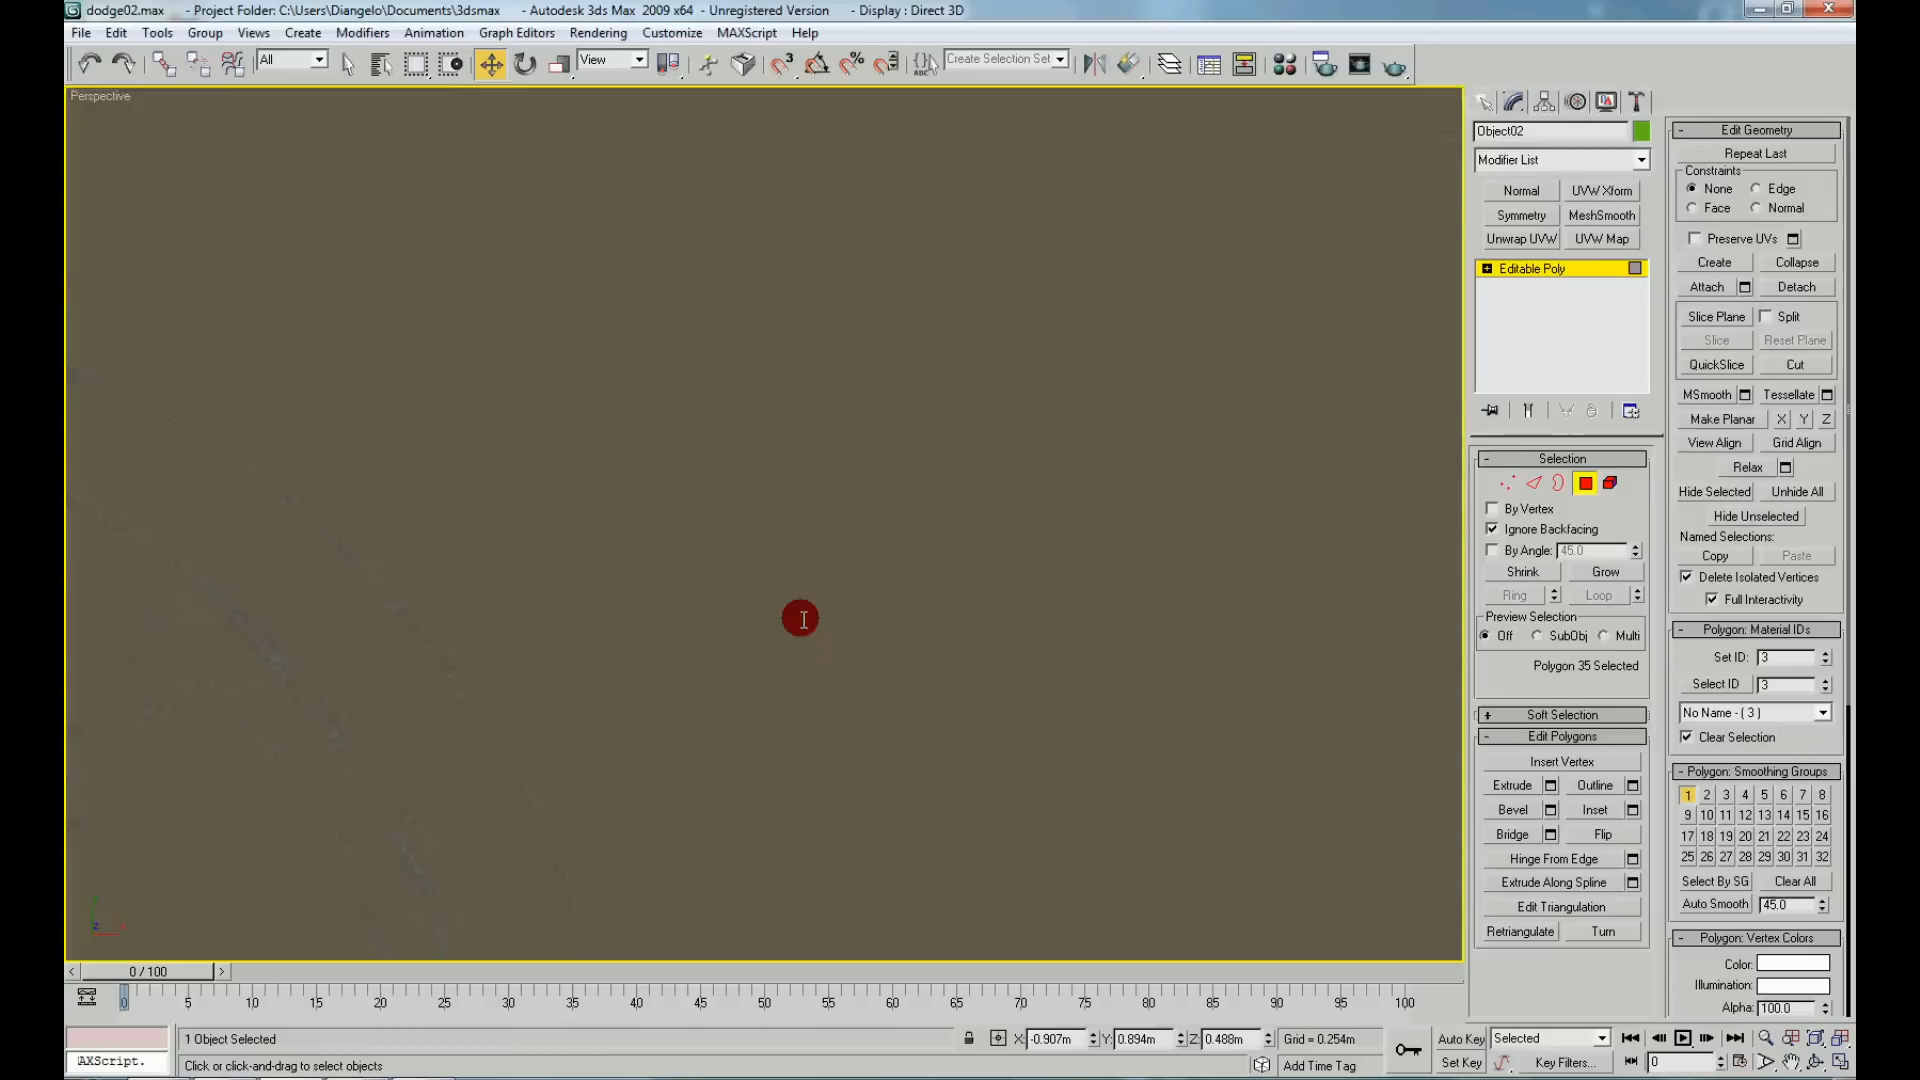 dodge02.max - Project Folder: C:\Users\Diangelo\Documents\3dsmax - Autodesk 3ds Max 2009 x64 - Unregistered Version - Display : Direct 3D
File Edit Tools Group Views Create Modifiers Animation Graph Editors Rendering Customize MAXScript Help
All View Create Selection Set
Perspective
Object02
Modifier List
Normal UVW Xform
Symmetry MeshSmooth
Unwrap UVW UVW Map
Editable Poly
- Selection
By Vertex
Ignore Backfacing
By Angle: 45.0
Shrink Grow
Ring Loop
Preview Selection
Off SubObj Multi
Polygon 35 Selected
+ Soft Selection
- Edit Polygons
Insert Vertex
Extrude Outline
Bevel Inset
Bridge Flip
Hinge From Edge
Extrude Along Spline
Edit Triangulation
Retriangulate Turn
- Edit Geometry
Repeat Last
Constraints
None Edge
Face Normal
Preserve UVs
Create Collapse
Attach Detach
Slice Plane Split
Slice Reset Plane
QuickSlice Cut
MSmooth Tessellate
Make Planar X Y Z
View Align Grid Align
Relax
Hide Selected Unhide All
Hide Unselected
Named Selections:
Copy Paste
Delete Isolated Vertices
Full Interactivity
- Polygon: Material IDs
Set ID: 3
Select ID 3
No Name - ( 3 )
Clear Selection
- Polygon: Smoothing Groups
1 2 3 4 5 6 7 8
9 10 11 12 13 14 15 16
17 18 19 20 21 22 23 24
25 26 27 28 29 30 31 32
Select By SG Clear All
Auto Smooth 45.0
- Polygon: Vertex Colors
Color:
Illumination:
Alpha: 100.0
< 0 / 100 >
0 5 10 15 20 25 30 35 40 45 50 55 60 65 70 75 80 85 90 95 100
1 Object Selected X: -0.907m Y: 0.894m Z: 0.488m Grid = 0.254m Auto Key Selected
AXScript. Click or click-and-drag to select objects Add Time Tag Set Key Key Filters... 0